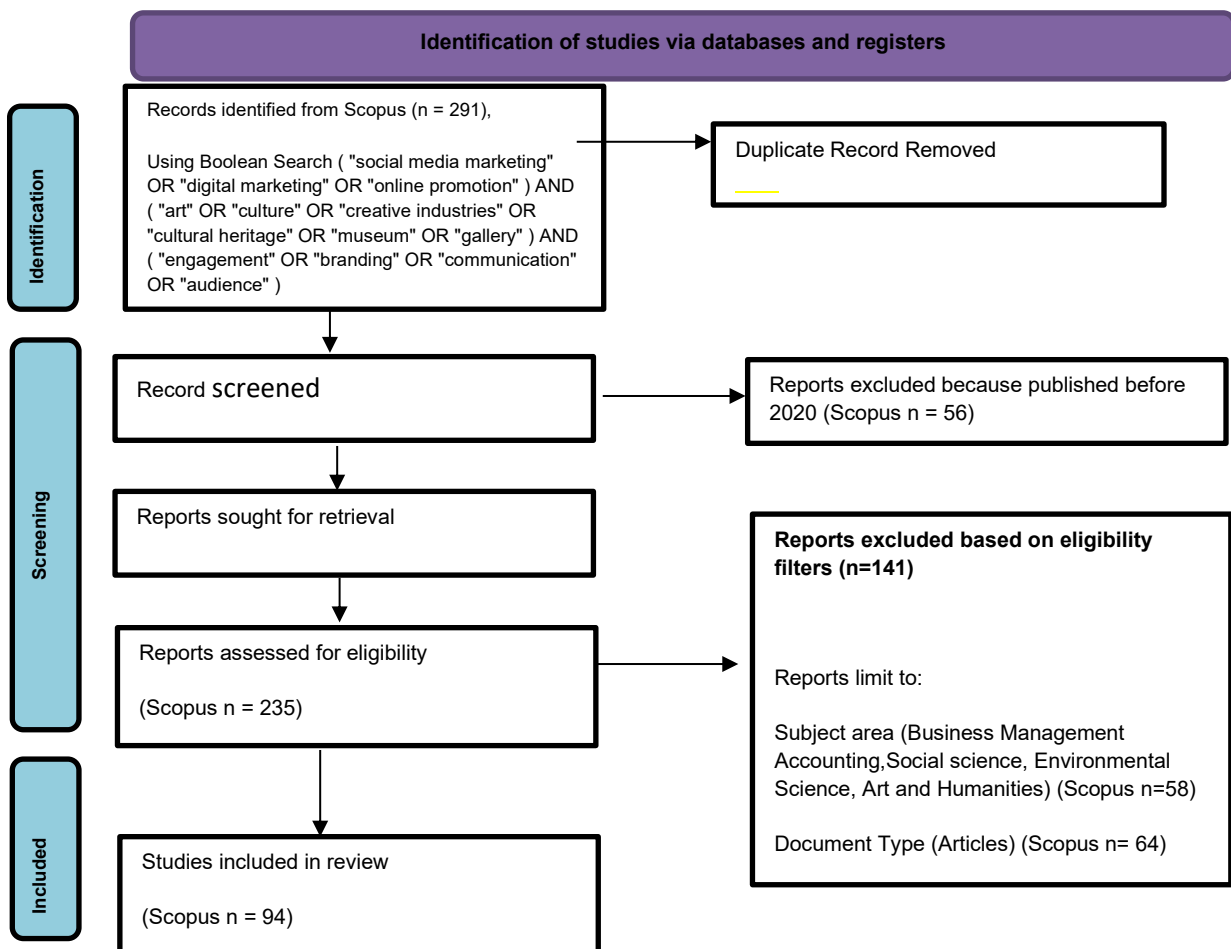 Identification of studies via databases and registers
Identification
Records identified from Scopus (n = 291),
Using Boolean Search ( "social media marketing"
OR "digital marketing" OR "online promotion" ) AND
( "art" OR "culture" OR "creative industries" OR
"cultural heritage" OR "museum" OR "gallery" ) AND
( "engagement" OR "branding" OR "communication"
OR "audience" )
Duplicate Record Removed
Screening
Record screened
Reports excluded because published before
2020 (Scopus n = 56)
Reports sought for retrieval
Reports assessed for eligibility
(Scopus n = 235)
Reports excluded based on eligibility
filters (n=141)
Reports limit to:
Subject area (Business Management
Accounting,Social science, Environmental
Science, Art and Humanities) (Scopus n=58)
Document Type (Articles) (Scopus n= 64)
Included
Studies included in review
(Scopus n = 94)